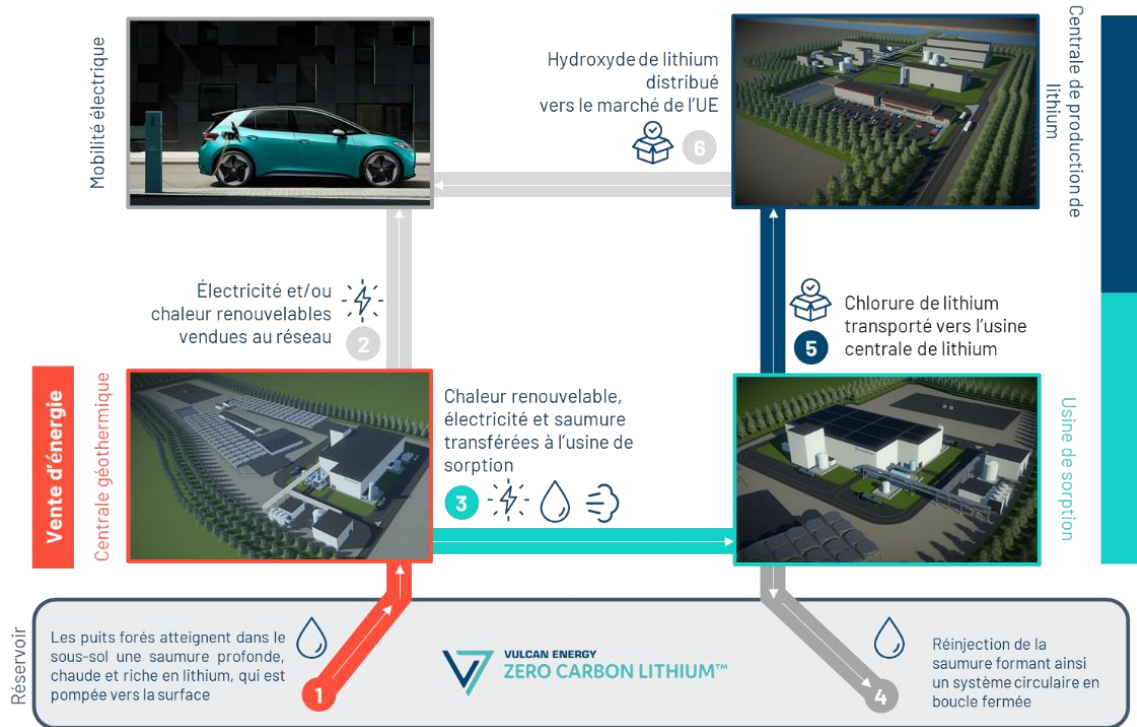 Mobilité électrique
Hydroxyde de lithium
distribué
vers le marché de l'UE
6
Centrale de production de
lithium
Électricité et/ou
chaleur renouvelables
vendues au réseau
2
Chlorure de lithium
transporté vers l'usine
centrale de lithium
5
Vente d'énergie
Centrale géothermique
Chaleur renouvelable,
électricité et saumure
transférées à l'usine de
sorption
3
Usine de sorption
Réservoir
Les puits forés atteignent dans le
sous-sol une saumure profonde,
chaude et riche en lithium, qui est
pompée vers la surface
1
VULCAN ENERGY
ZERO CARBON LITHIUM™
4
Réinjection de la
saumure formant ainsi
un système circulaire en
boucle fermée